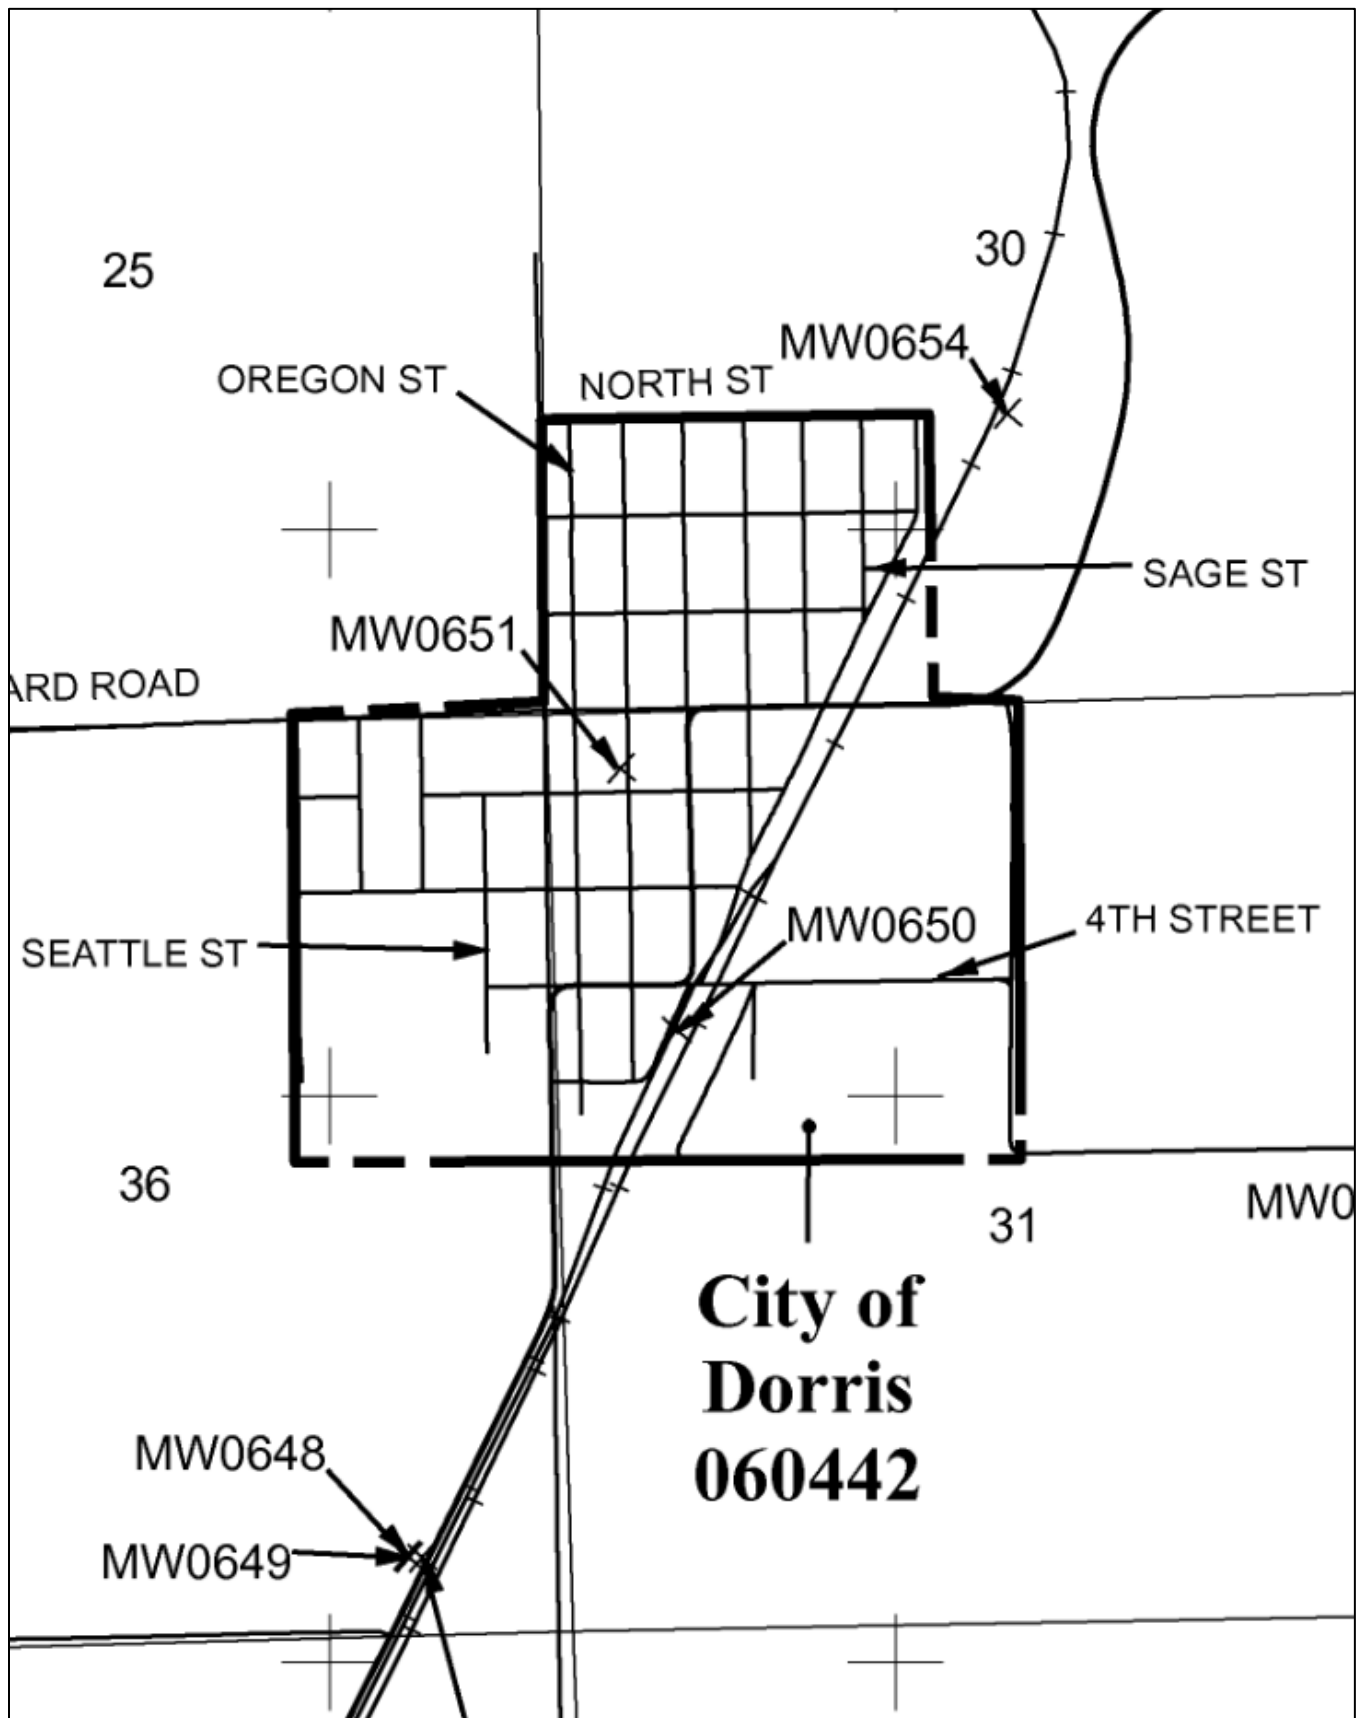 30
25
MW0654
OREGON ST
NORTH ST
SAGE ST
MW0651
ARD ROAD
MW0650
4TH STREET
SEATTLE ST
36
MW0
31
City of
Dorris
060442
MW0648
MW0649